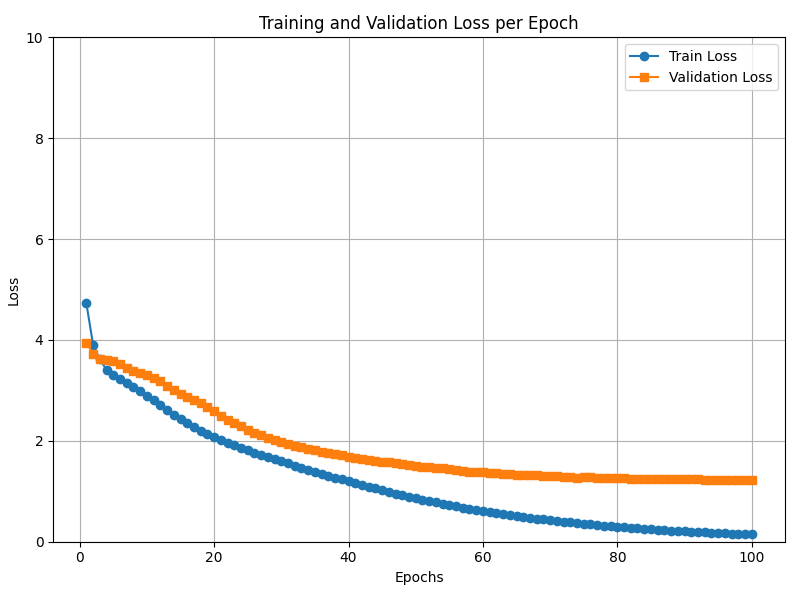 Training and Validation Loss per Epoch
Train Loss
Validation Loss
10
8
6
4
2
0
Loss
0 20 40 60 80 100
Epochs